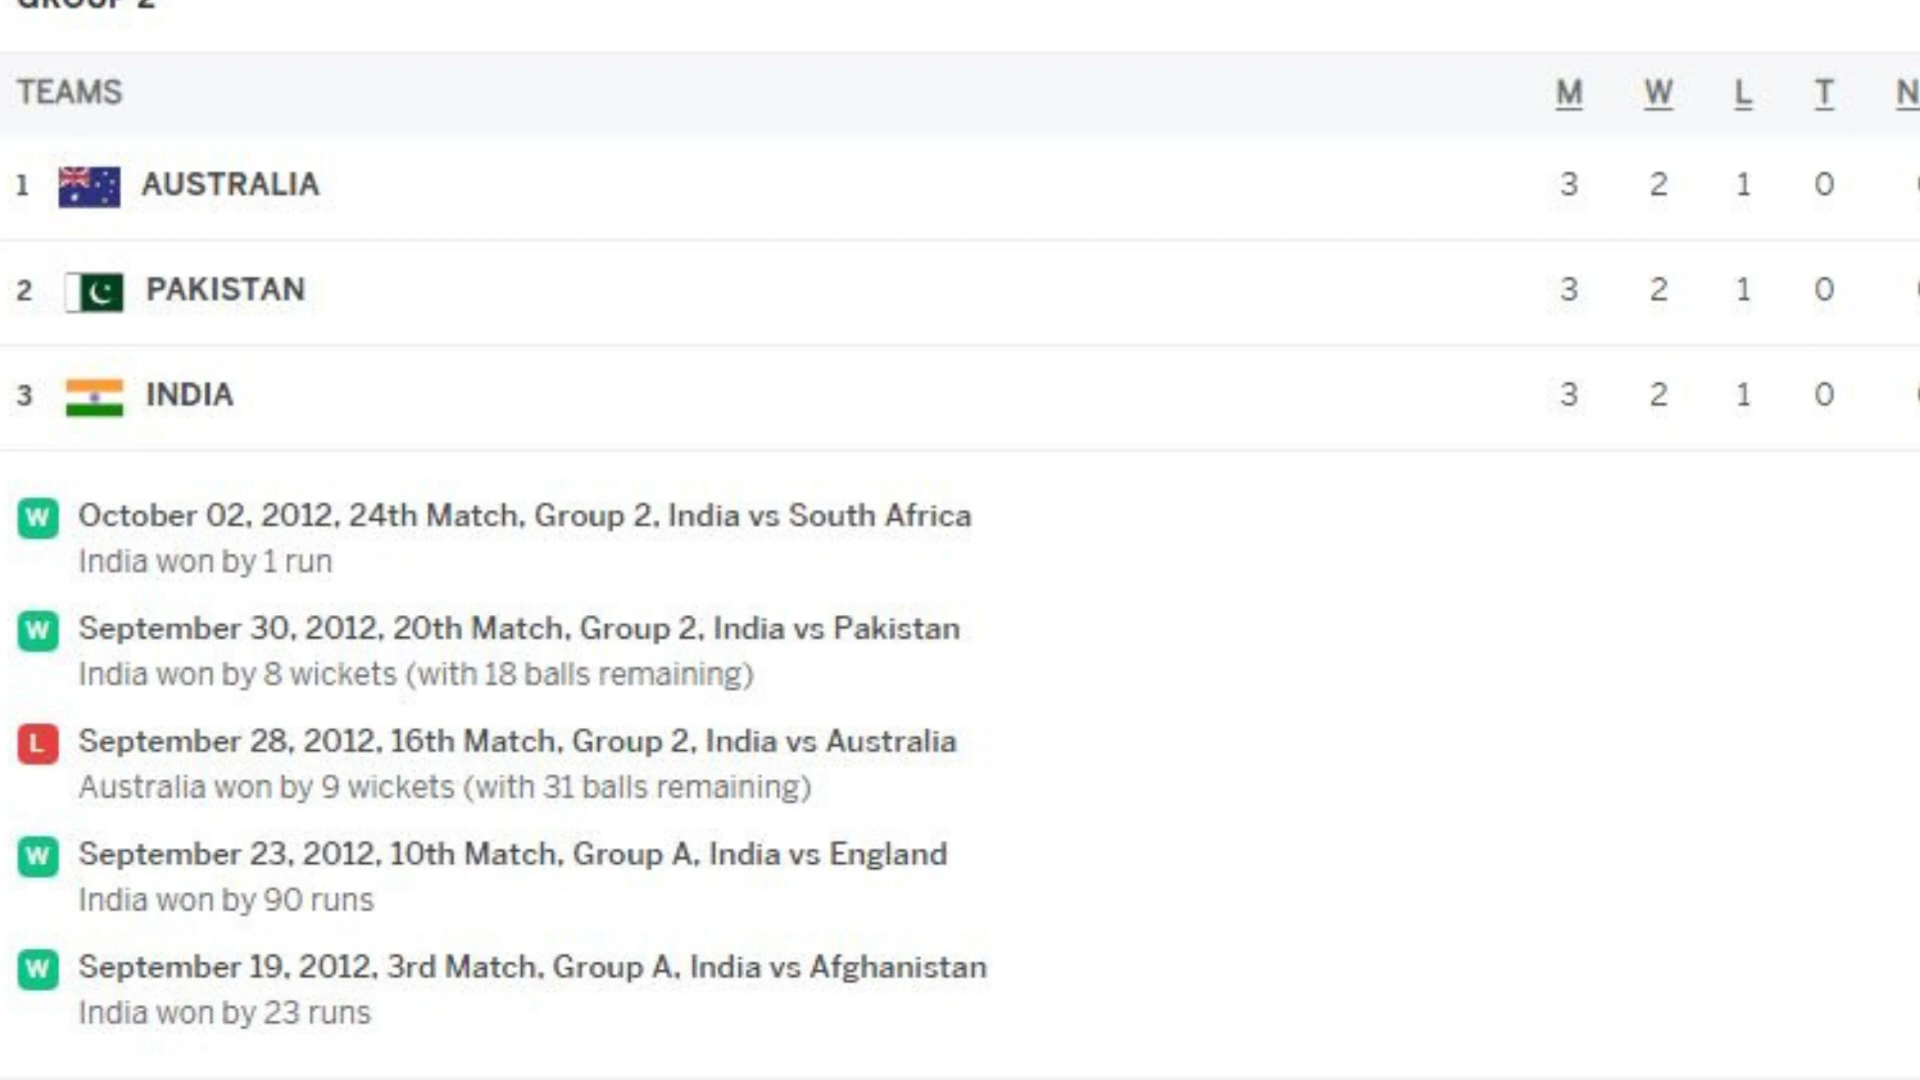 GROUP 2
TEAMS M W L T N
1 AUSTRALIA 3 2 1 0
2 PAKISTAN 3 2 1 0
3 INDIA 3 2 1 0
W October 02, 2012, 24th Match, Group 2, India vs South Africa
India won by 1 run
W September 30, 2012, 20th Match, Group 2, India vs Pakistan
India won by 8 wickets (with 18 balls remaining)
L September 28, 2012, 16th Match, Group 2, India vs Australia
Australia won by 9 wickets (with 31 balls remaining)
W September 23, 2012, 10th Match, Group A, India vs England
India won by 90 runs
W September 19, 2012, 3rd Match, Group A, India vs Afghanistan
India won by 23 runs